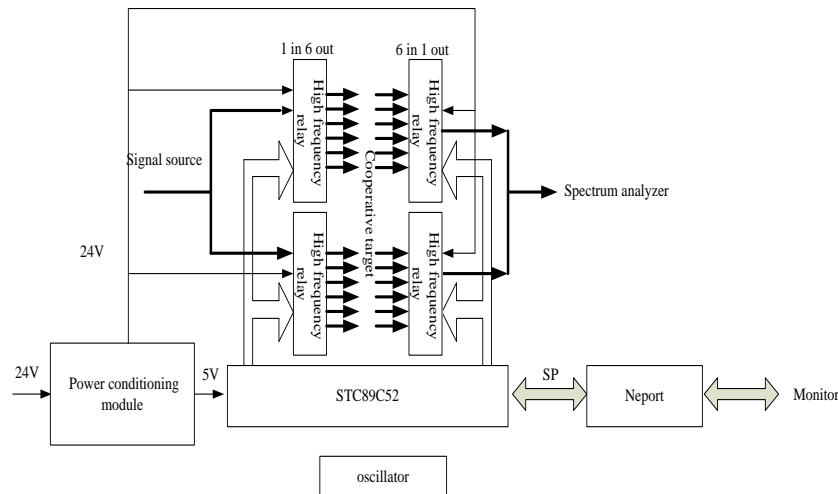 1 in 6 out
6 in 1 out
High frequency
relay
High frequency
relay
Signal source
Cooperative target
Spectrum analyzer
High frequency
relay
High frequency
relay
24V
24V
Power conditioning
module
5V
STC89C52
SP
Neport
Monitor
oscillator